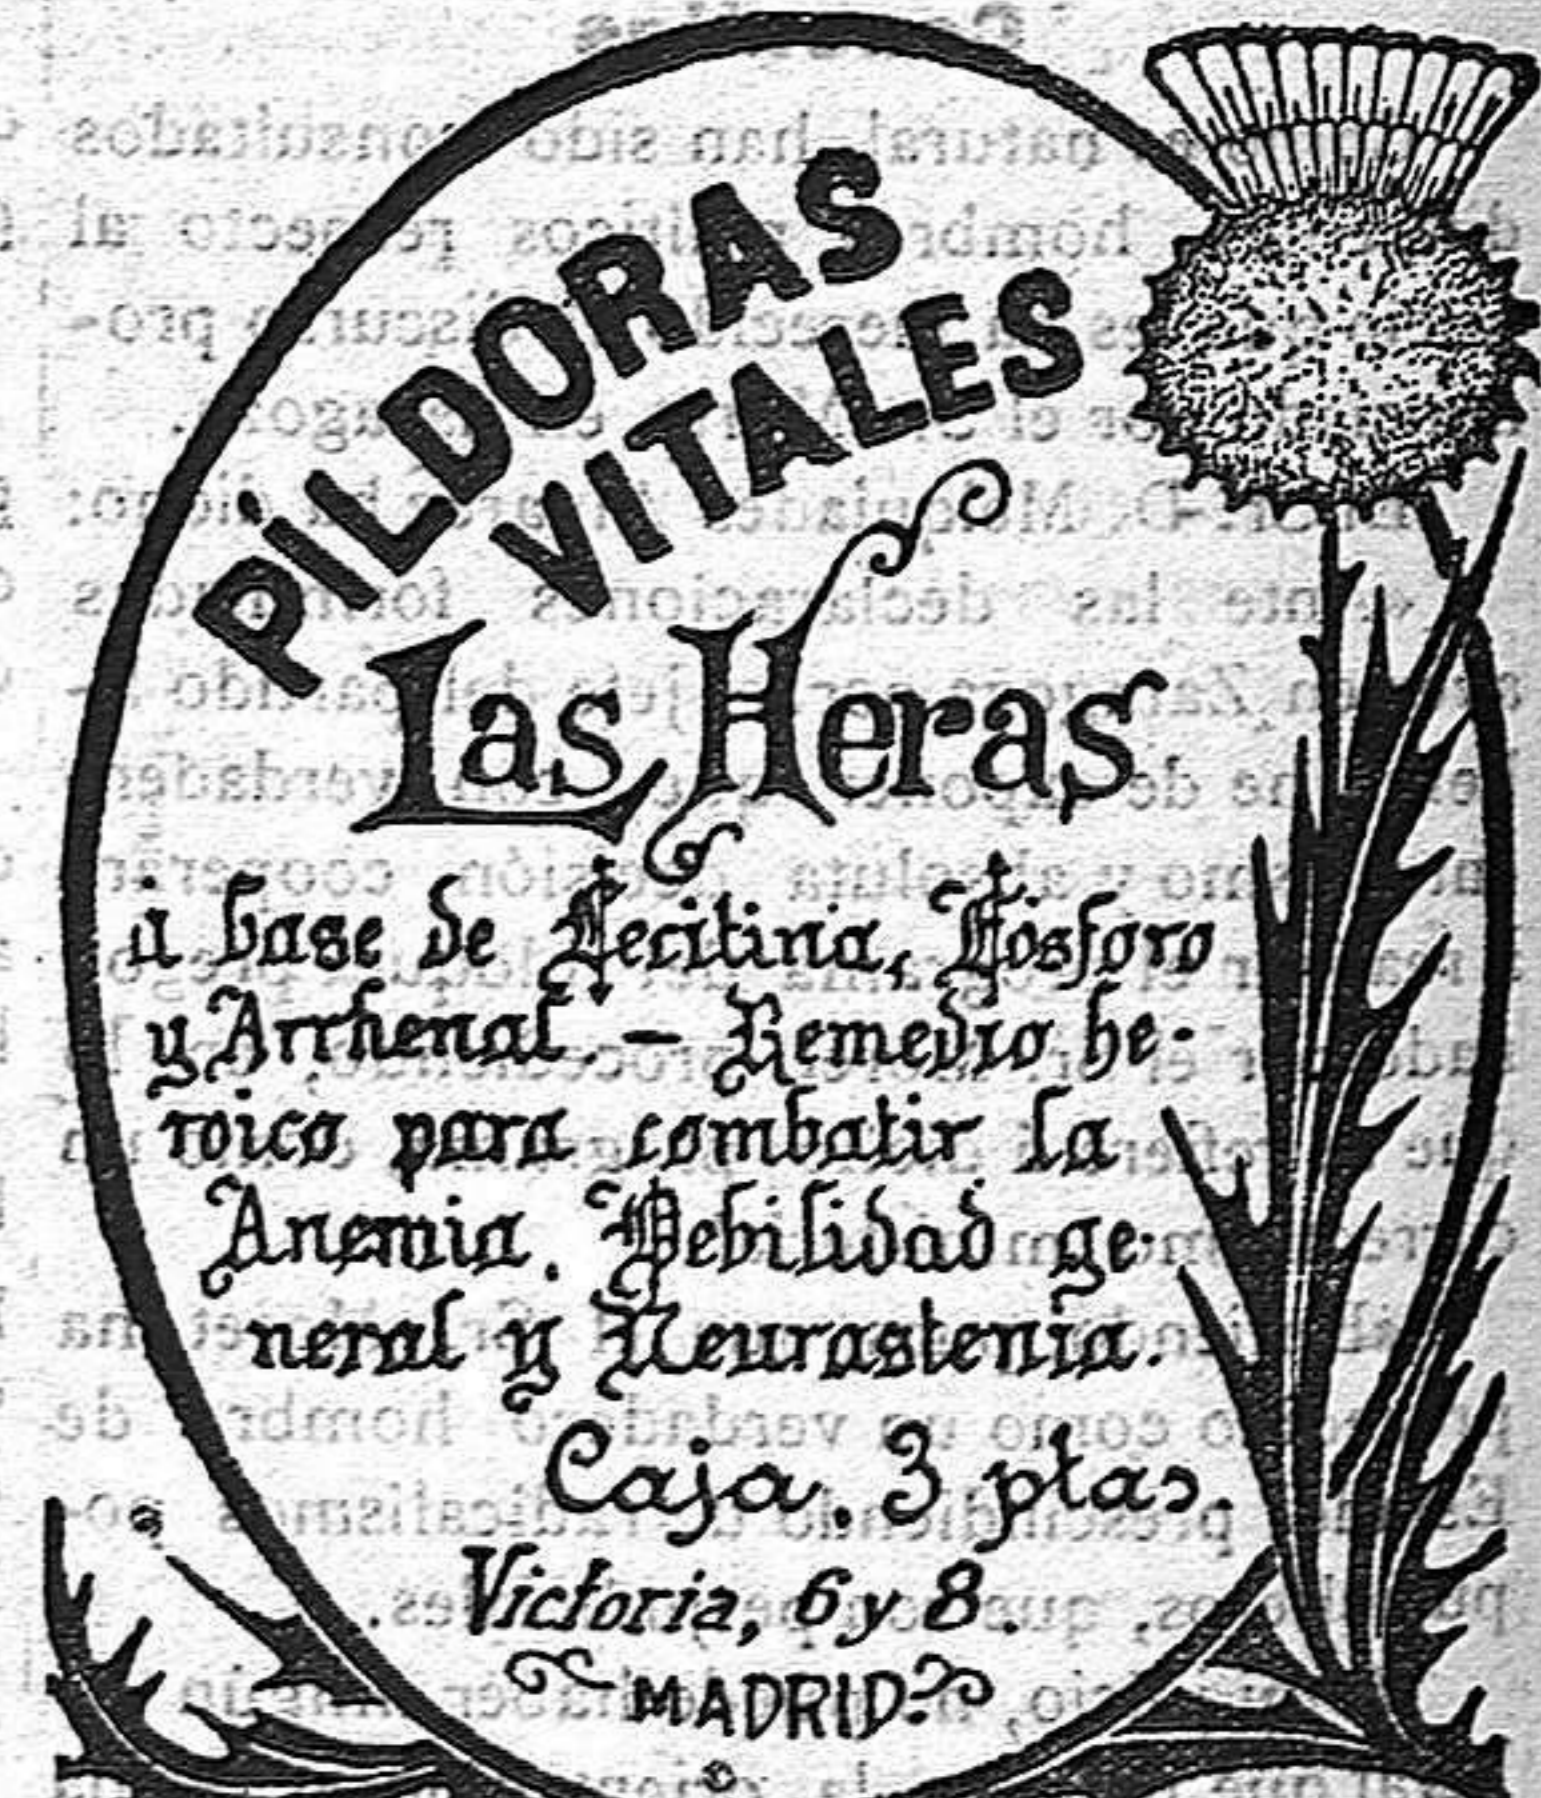 PÍLDORAS
VITALES
Las Heras
á base de Lecitina, Fósforo
y Arrhenal. — Remedio he-
roico para combatir la
Anemia. Debilidad ge-
neral y Neurastenia.
Caja. 3 ptas.
Victoria, 6 y 8.
MADRID